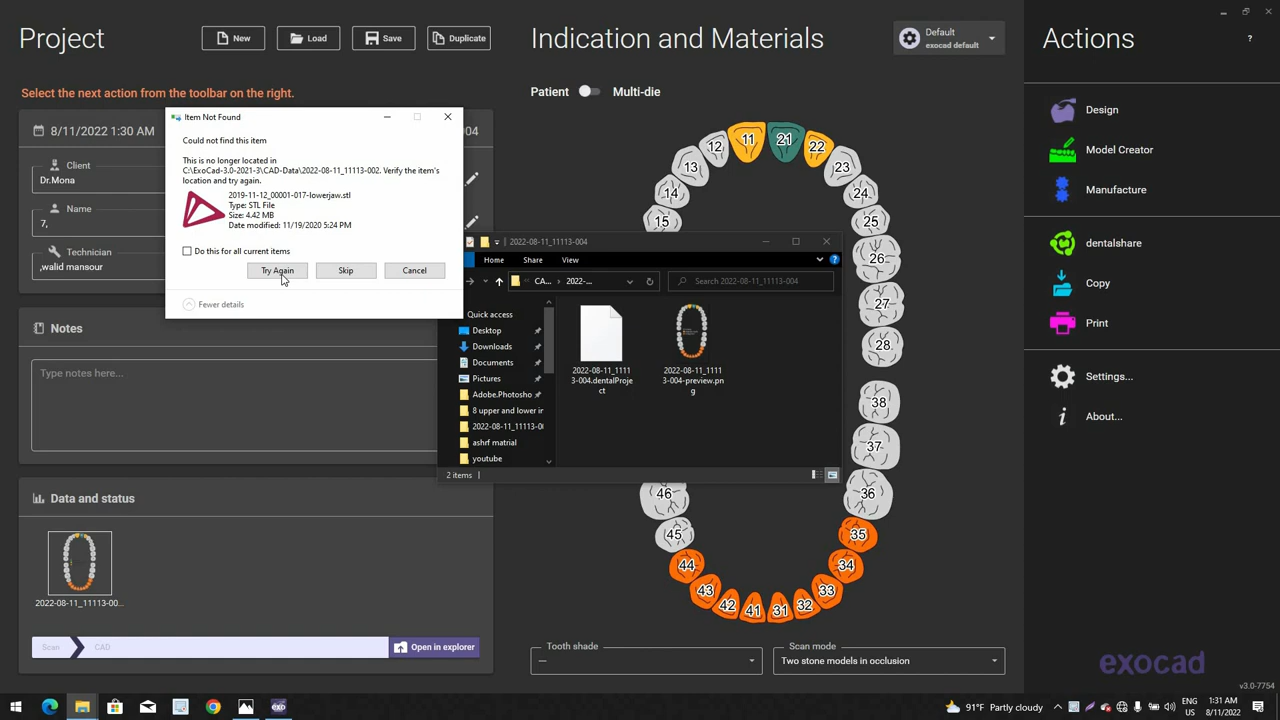 Project
New
Load
Save
Duplicate
Indication and Materials
Default
exocad default
Actions
?
Select the next action from the toolbar on the right.
Patient
Multi-die
8/11/2022 1:30 AM
004
Client
Dr.Mona
Name
7,
Technician
,walid mansour
Notes
Type notes here...
Data and status
2022-08-11_11113-00...
Scan
CAD
Open in explorer
Item Not Found
Could not find this item
This is no longer located in
C:\ExoCad-3.0-2021-3\CAD-Data\2022-08-11_11113-002. Verify the item's
location and try again.
2019-11-12_00001-017-lowerjaw.stl
Type: STL File
Size: 4.42 MB
Date modified: 11/19/2020 5:24 PM
Do this for all current items
Try Again
Skip
Cancel
Fewer details
2022-08-11_11113-004
Home
Share
View
CA...
2022-...
Search 2022-08-11_11113-004
Quick access
Desktop
Downloads
Documents
Pictures
Adobe.Photosho
8 upper and lower in
2022-08-11_11113-00
ashrf matrial
youtube
2022-08-11_1111
3-004.dentalProje
ct
2022-08-11_1111
3-004-preview.pn
g
2 items
11
21
12
22
13
23
14
24
15
25
26
27
28
38
37
46
36
45
35
44
34
43
33
42
41
31
32
Tooth shade
—
Scan mode
Two stone models in occlusion
Design
Model Creator
Manufacture
dentalshare
Copy
Print
Settings...
About...
exocad
v3.0-7754
EXO
91°F Partly cloudy
ENG
US
1:31 AM
8/11/2022